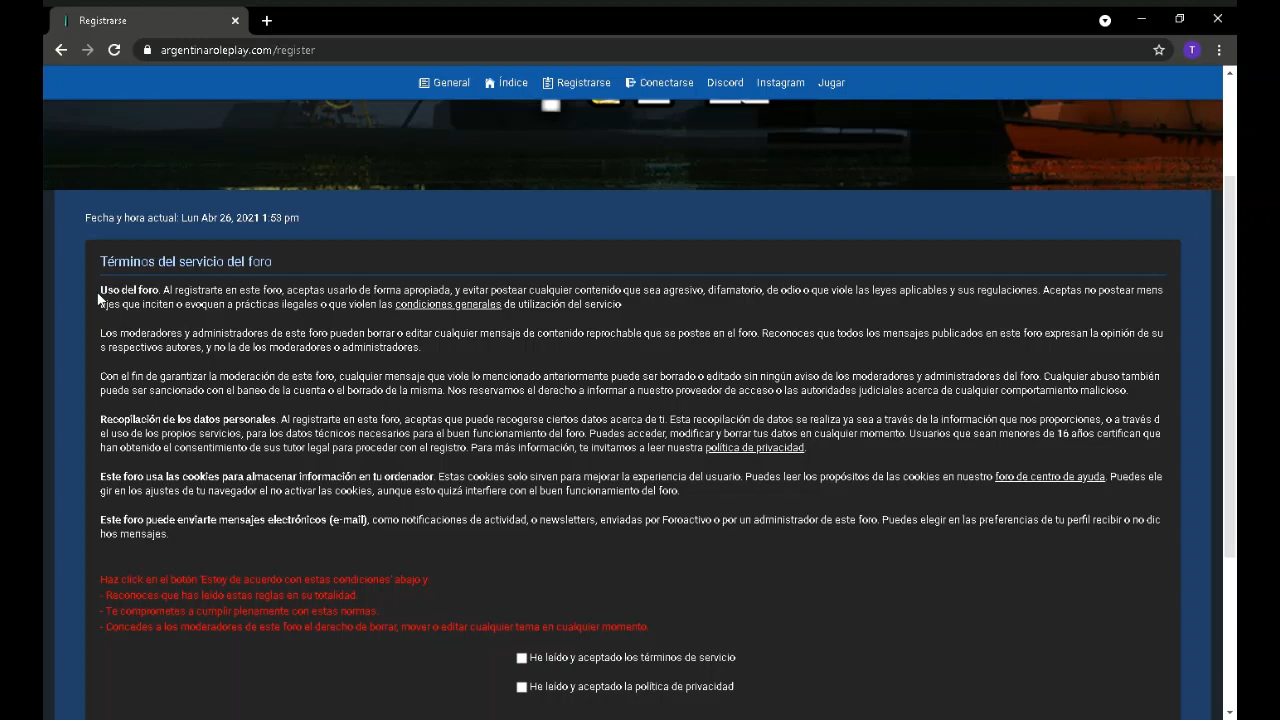 Registrarse
argentinaroleplay.com/register
T
General Índice Registrarse Conectarse Discord Instagram Jugar
Fecha y hora actual: Lun Abr 26, 2021 1:53 pm
Términos del servicio del foro
Uso del foro. Al registrarte en este foro, aceptas usarlo de forma apropiada, y evitar postear cualquier contenido que sea agresivo, difamatorio, de odio o que viole las leyes aplicables y sus regulaciones. Aceptas no postear mens
ajes que inciten o evoquen a prácticas ilegales o que violen las condiciones generales de utilización del servicio
Los moderadores y administradores de este foro pueden borrar o editar cualquier mensaje de contenido reprochable que se postee en el foro. Reconoces que todos los mensajes publicados en este foro expresan la opinión de su
s respectivos autores, y no la de los moderadores o administradores.
Con el fin de garantizar la moderación de este foro, cualquier mensaje que viole lo mencionado anteriormente puede ser borrado o editado sin ningún aviso de los moderadores y administradores del foro. Cualquier abuso también
puede ser sancionado con el baneo de la cuenta o el borrado de la misma. Nos reservamos el derecho a informar a nuestro proveedor de acceso o las autoridades judiciales acerca de cualquier comportamiento malicioso.
Recopilación de los datos personales. Al registrarte en este foro, aceptas que puede recogerse ciertos datos acerca de ti. Esta recopilación de datos se realiza ya sea a través de la información que nos proporciones, o a través d
el uso de los propios servicios, para los datos técnicos necesarios para el buen funcionamiento del foro. Puedes acceder, modificar y borrar tus datos en cualquier momento. Usuarios que sean menores de 16 años certifican que
han obtenido el consentimiento de sus tutor legal para proceder con el registro. Para más información, te invitamos a leer nuestra política de privacidad.
Este foro usa las cookies para almacenar información en tu ordenador. Estas cookies solo sirven para mejorar la experiencia del usuario. Puedes leer los propósitos de las cookies en nuestro foro de centro de ayuda. Puedes ele
gir en los ajustes de tu navegador el no activar las cookies, aunque esto quizá interfiere con el buen funcionamiento del foro.
Este foro puede enviarte mensajes electrónicos (e-mail), como notificaciones de actividad, o newsletters, enviadas por Foroactivo o por un administrador de este foro. Puedes elegir en las preferencias de tu perfil recibir o no dic
hos mensajes.
Haz click en el botón 'Estoy de acuerdo con estas condiciones' abajo y
- Reconoces que has leído estas reglas en su totalidad.
- Te comprometes a cumplir plenamente con estas normas.
- Concedes a los moderadores de este foro el derecho de borrar, mover o editar cualquier tema en cualquier momento
He leído y aceptado los términos de servicio
He leído y aceptado la política de privacidad